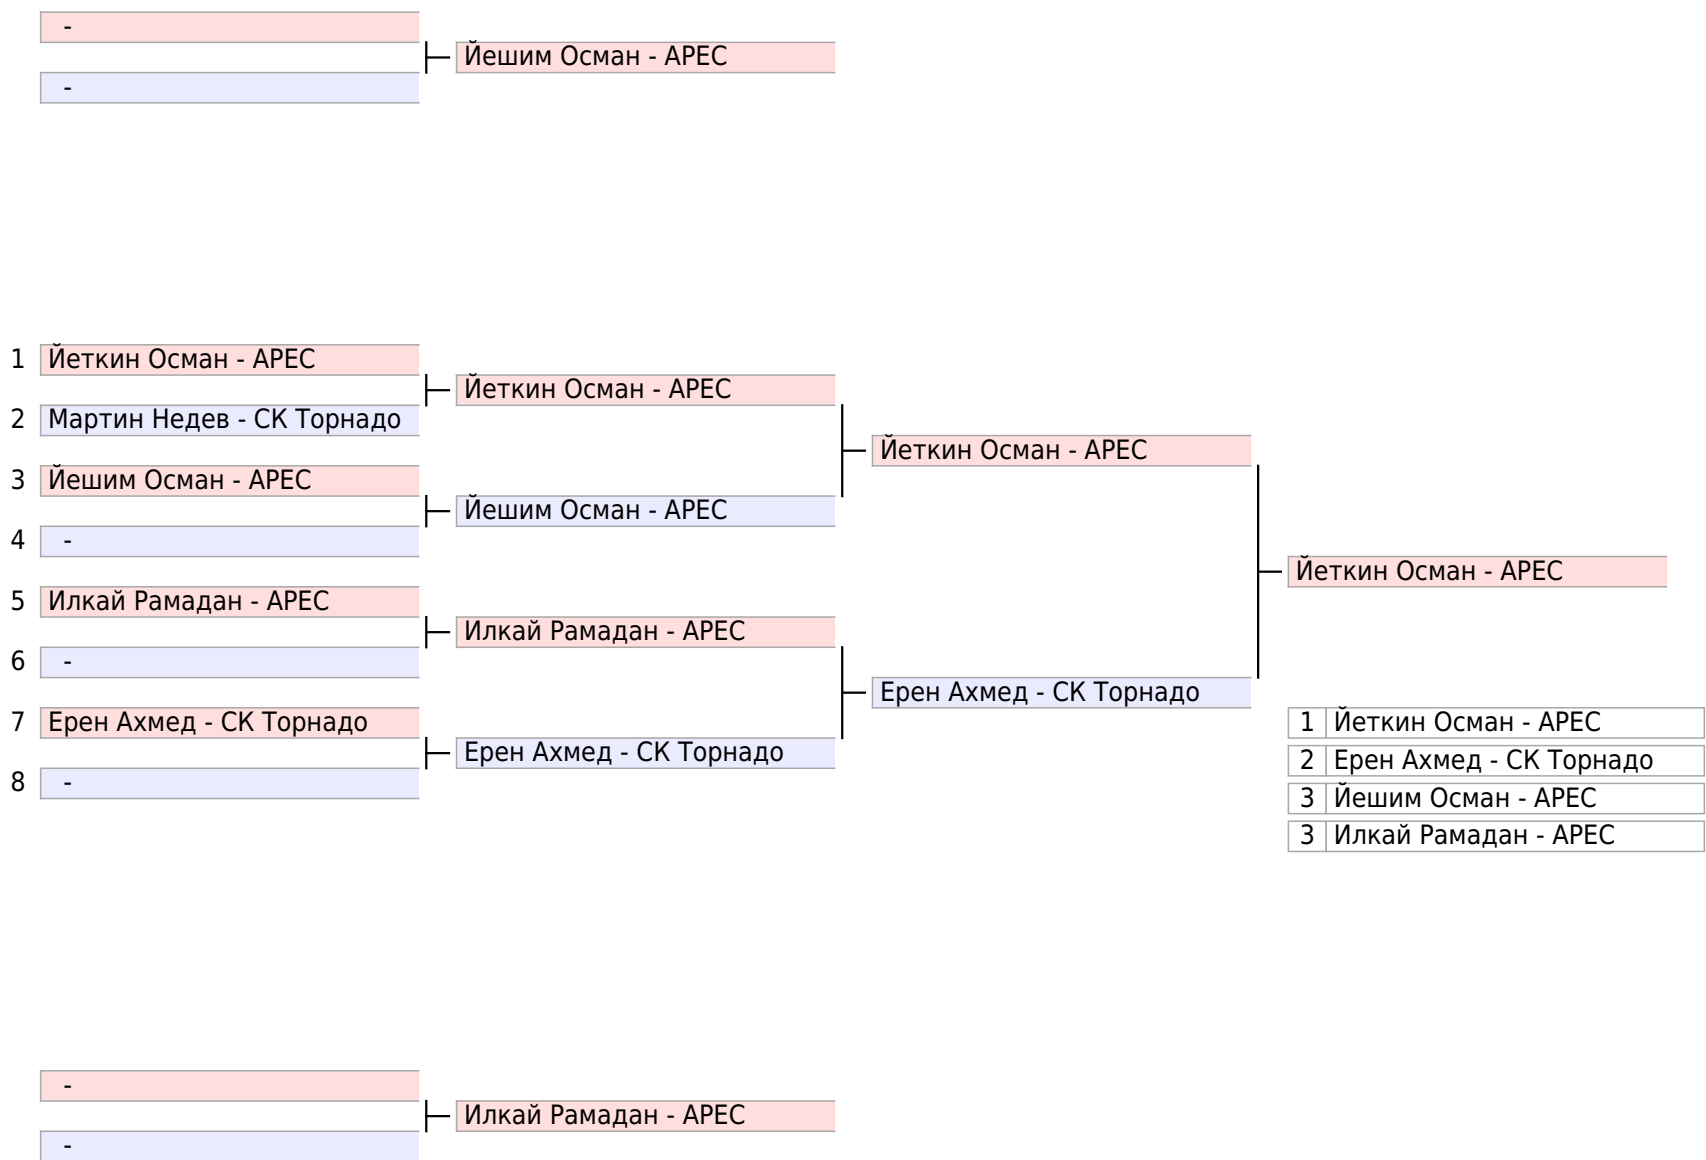 -
Йешим Осман - АРЕС
-
1 Йеткин Осман - АРЕС
Йеткин Осман - АРЕС
2 Мартин Недев - СК Торнадо
Йеткин Осман - АРЕС
3 Йешим Осман - АРЕС
Йешим Осман - АРЕС
4 -
Йеткин Осман - АРЕС
5 Илкай Рамадан - АРЕС
Илкай Рамадан - АРЕС
6 -
Ерен Ахмед - СК Торнадо
7 Ерен Ахмед - СК Торнадо
Ерен Ахмед - СК Торнадо
8 -
1 Йеткин Осман - АРЕС
2 Ерен Ахмед - СК Торнадо
3 Йешим Осман - АРЕС
3 Илкай Рамадан - АРЕС
-
Илкай Рамадан - АРЕС
-